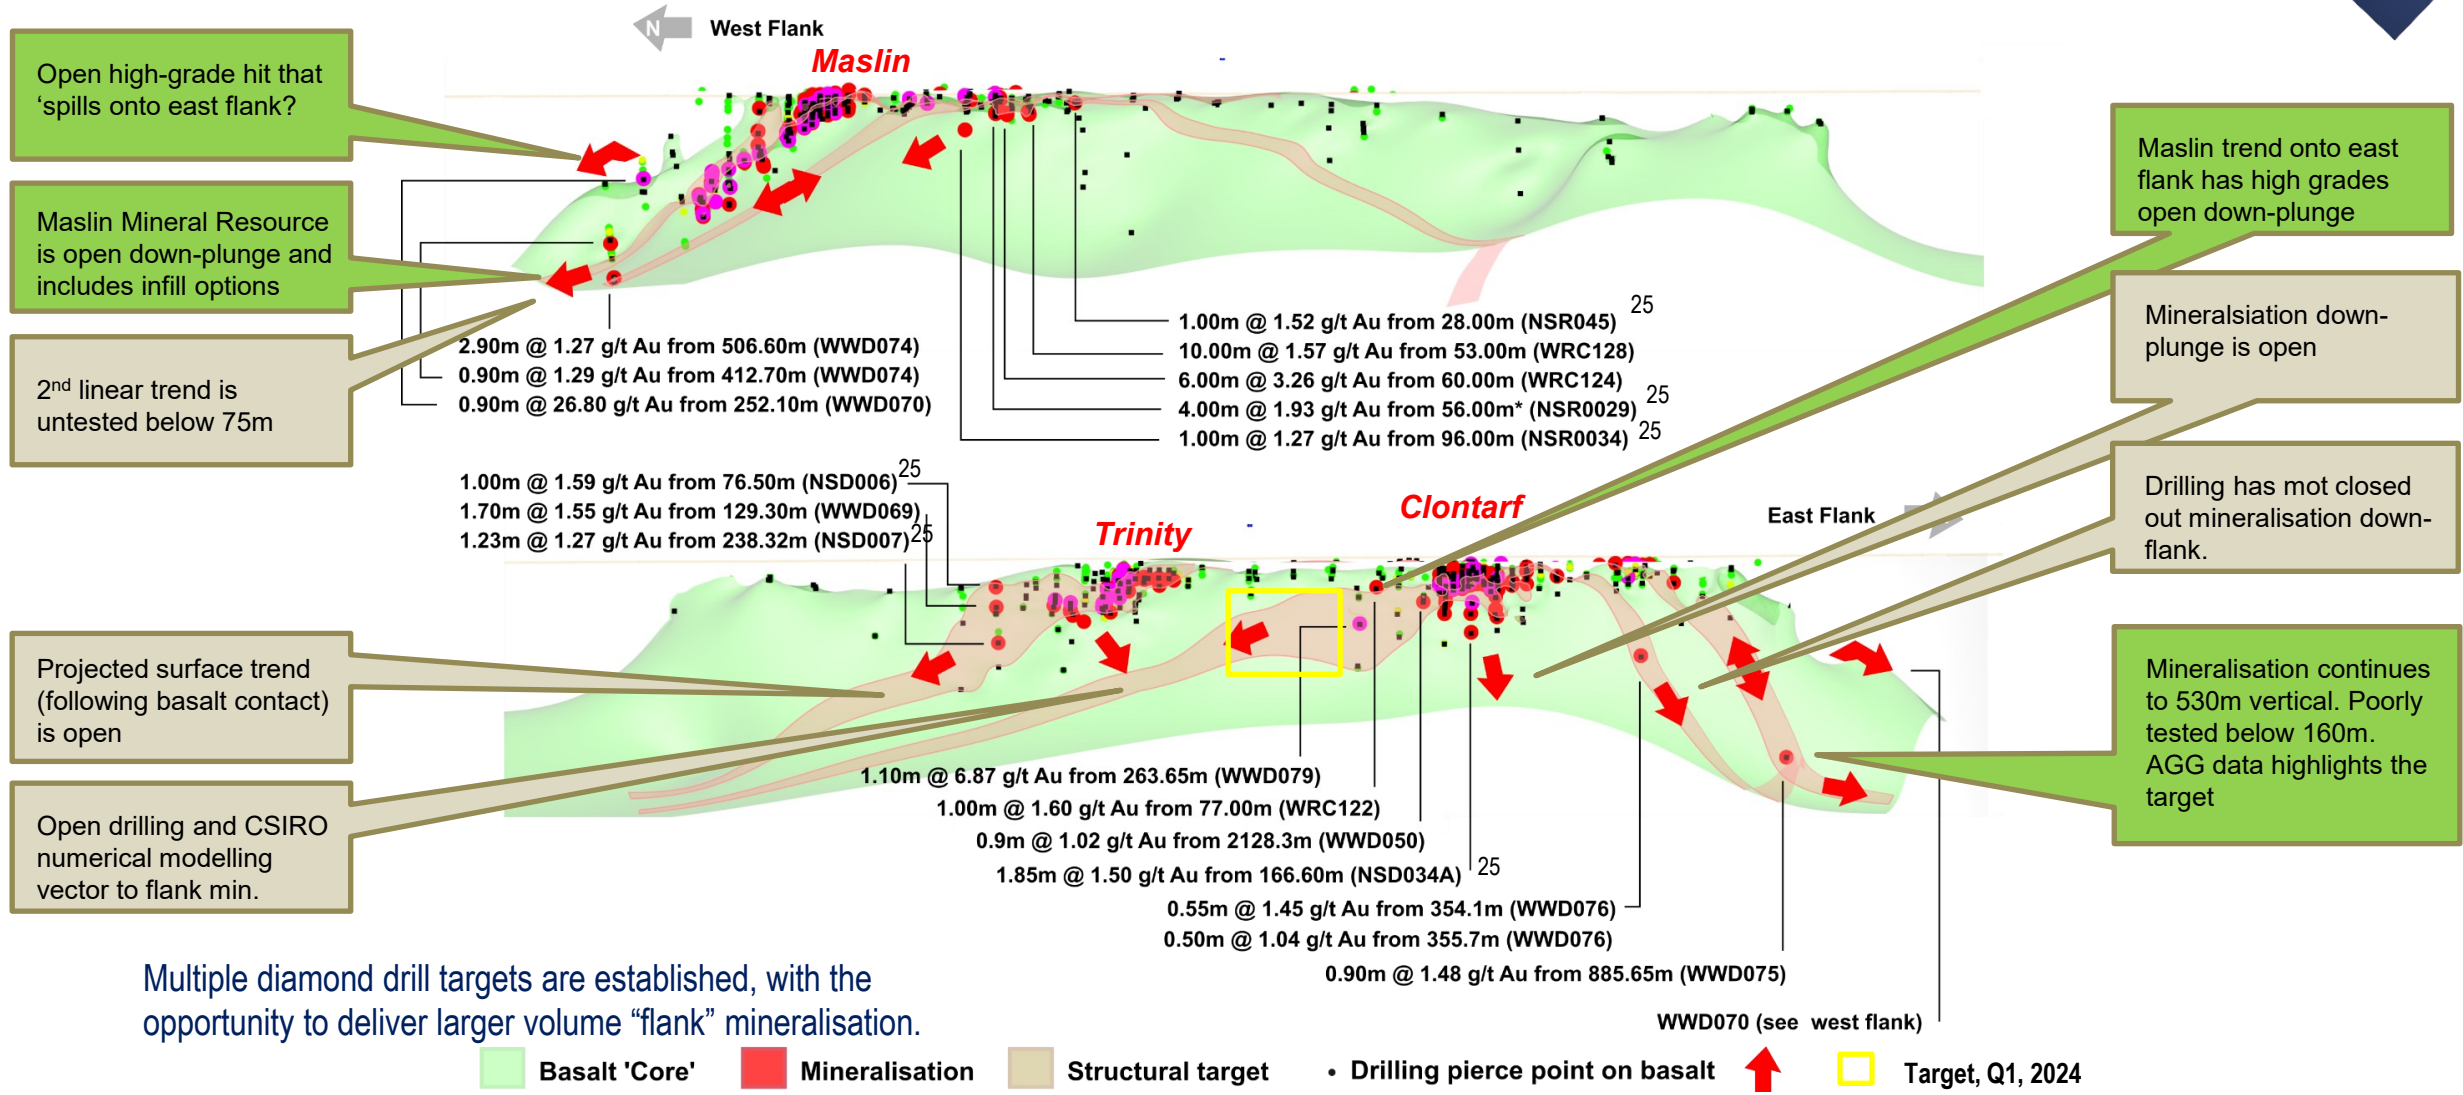 N
West Flank
Maslin
Open high-grade hit that
‘spills onto east flank?
Maslin Mineral Resource
is open down-plunge and
includes infill options
2nd linear trend is
untested below 75m
2.90m @ 1.27 g/t Au from 506.60m (WWD074)
0.90m @ 1.29 g/t Au from 412.70m (WWD074)
0.90m @ 26.80 g/t Au from 252.10m (WWD070)
1.00m @ 1.52 g/t Au from 28.00m (NSR045) 25
10.00m @ 1.57 g/t Au from 53.00m (WRC128)
6.00m @ 3.26 g/t Au from 60.00m (WRC124)
4.00m @ 1.93 g/t Au from 56.00m* (NSR0029) 25
1.00m @ 1.27 g/t Au from 96.00m (NSR0034) 25
Maslin trend onto east
flank has high grades
open down-plunge
Mineralsiation down-
plunge is open
Drilling has mot closed
out mineralisation down-
flank.
Mineralisation continues
to 530m vertical. Poorly
tested below 160m.
AGG data highlights the
target
1.00m @ 1.59 g/t Au from 76.50m (NSD006) 25
1.70m @ 1.55 g/t Au from 129.30m (WWD069)
1.23m @ 1.27 g/t Au from 238.32m (NSD007) 25
Trinity
Clontarf
East Flank
Projected surface trend
(following basalt contact)
is open
Open drilling and CSIRO
numerical modelling
vector to flank min.
1.10m @ 6.87 g/t Au from 263.65m (WWD079)
1.00m @ 1.60 g/t Au from 77.00m (WRC122)
0.9m @ 1.02 g/t Au from 2128.3m (WWD050)
1.85m @ 1.50 g/t Au from 166.60m (NSD034A) 25
0.55m @ 1.45 g/t Au from 354.1m (WWD076)
0.50m @ 1.04 g/t Au from 355.7m (WWD076)
0.90m @ 1.48 g/t Au from 885.65m (WWD075)
WWD070 (see west flank)
Multiple diamond drill targets are established, with the
opportunity to deliver larger volume “flank” mineralisation.
Basalt 'Core'
Mineralisation
Structural target
• Drilling pierce point on basalt
Target, Q1, 2024